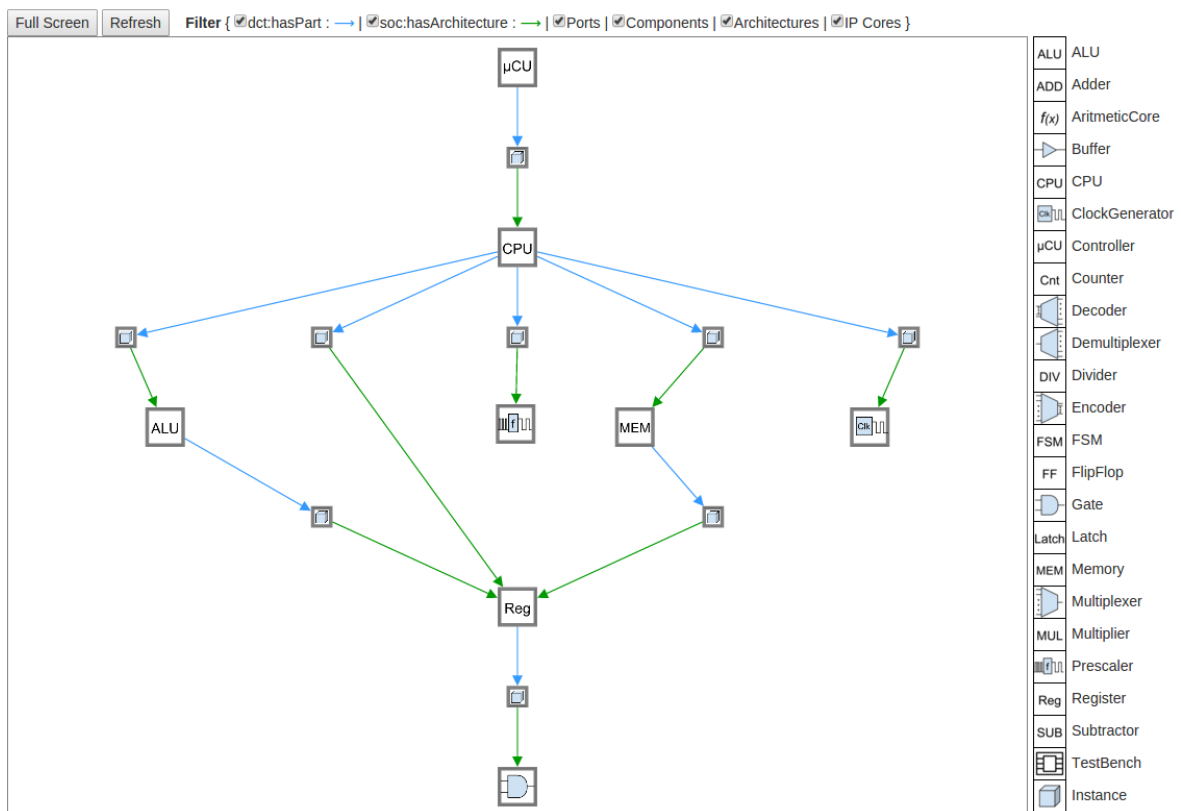 Full Screen Refresh Filter { dct:hasPart : | soc:hasArchitecture : | Ports | Components | Architectures | IP Cores }
µCU
CPU
ALU
f
MEM
Clk
Reg
ALU ALU
ADD Adder
f(x) AritmeticCore
Buffer
CPU CPU
Clk ClockGenerator
µCU Controller
Cnt Counter
Decoder
Demultiplexer
DIV Divider
Encoder
FSM FSM
FF FlipFlop
Gate
Latch Latch
MEM Memory
Multiplexer
MUL Multiplier
f Prescaler
Reg Register
SUB Subtractor
TestBench
Instance